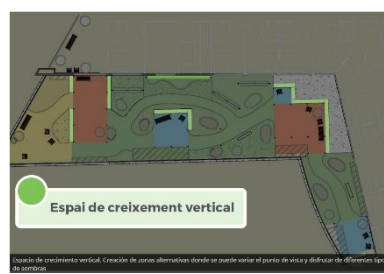 Espai de creixement vertical
Espacio de crecimiento vertical. Creación de zonas alternativas donde se puede variar el punto de vista y disfrutar de diferentes tipos
de sombras